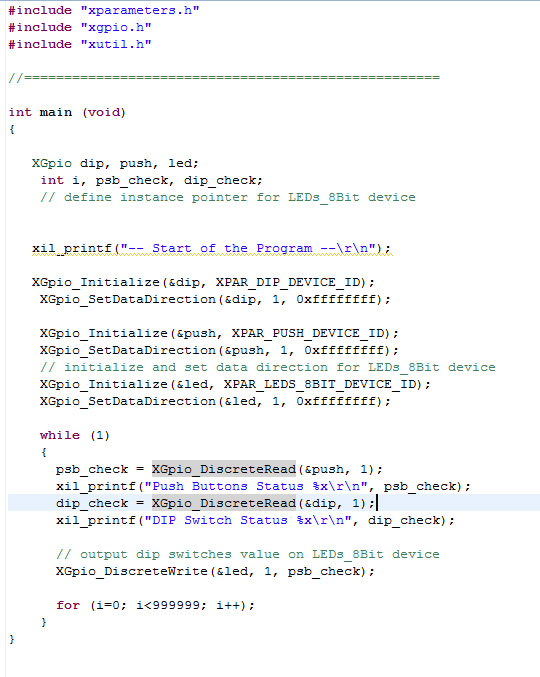 #include "xparameters.h"
#include "xgpio.h"
#include "xutil.h"
//====================================================
int main (void)
{
XGpio dip, push, led;
int i, psb_check, dip_check;
// define instance pointer for LEDs_8Bit device
xil_printf("-- Start of the Program --\r\n");
XGpio_Initialize(&dip, XPAR_DIP_DEVICE_ID);
XGpio_SetDataDirection(&dip, 1, 0xffffffff);
XGpio_Initialize(&push, XPAR_PUSH_DEVICE_ID);
XGpio_SetDataDirection(&push, 1, 0xffffffff);
// initialize and set data direction for LEDs_8Bit device
XGpio_Initialize(&led, XPAR_LEDS_8BIT_DEVICE_ID);
XGpio_SetDataDirection(&led, 1, 0xffffffff);
while (1)
{
psb_check = XGpio_DiscreteRead(&push, 1);
xil_printf("Push Buttons Status %x\r\n", psb_check);
dip_check = XGpio_DiscreteRead(&dip, 1);
xil_printf("DIP Switch Status %x\r\n", dip_check);
// output dip switches value on LEDs_8Bit device
XGpio_DiscreteWrite(&led, 1, psb_check);
for (i=0; i<999999; i++);
}
}